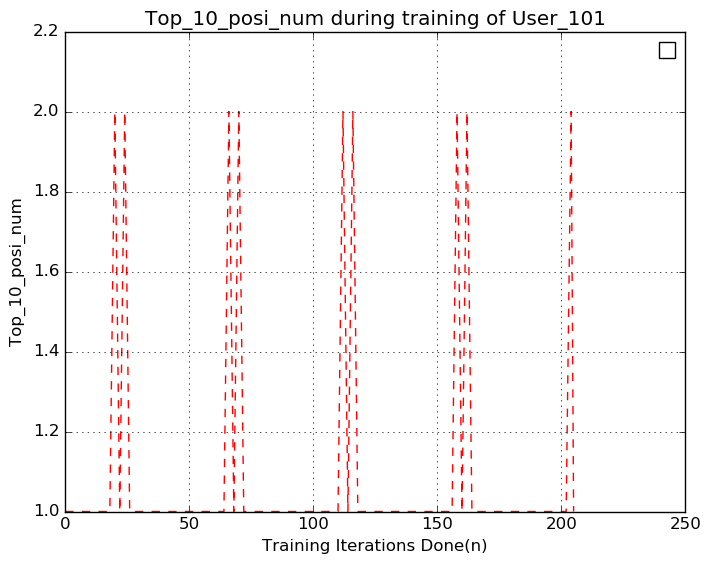 Top_10_posi_num during training of User_101
2.2
2.0
1.8
1.6
1.4
1.2
1.0
Top_10_posi_num
0 50 100 150 200 250
Training Iterations Done(n)